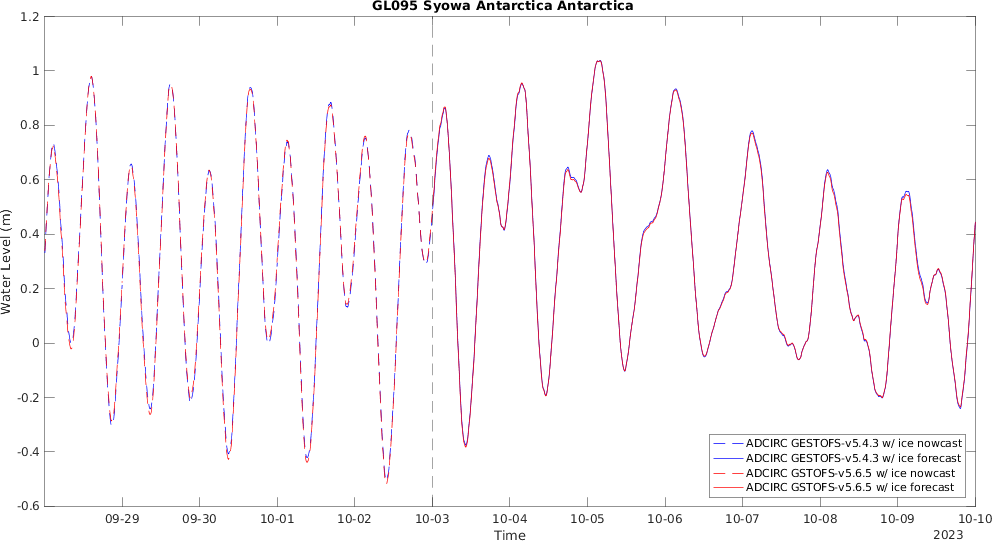 GL095 Syowa Antarctica Antarctica
1.2
1
0.8
0.6
0.4
0.2
0
-0.2
-0.4
-0.6
Water Level (m)
09-29 09-30 10-01 10-02 10-03 10-04 10-05 10-06 10-07 10-08 10-09 10-10
Time
2023
ADCIRC GESTOFS-v5.4.3 w/ ice nowcast
ADCIRC GESTOFS-v5.4.3 w/ ice forecast
ADCIRC GSTOFS-v5.6.5 w/ ice nowcast
ADCIRC GSTOFS-v5.6.5 w/ ice forecast